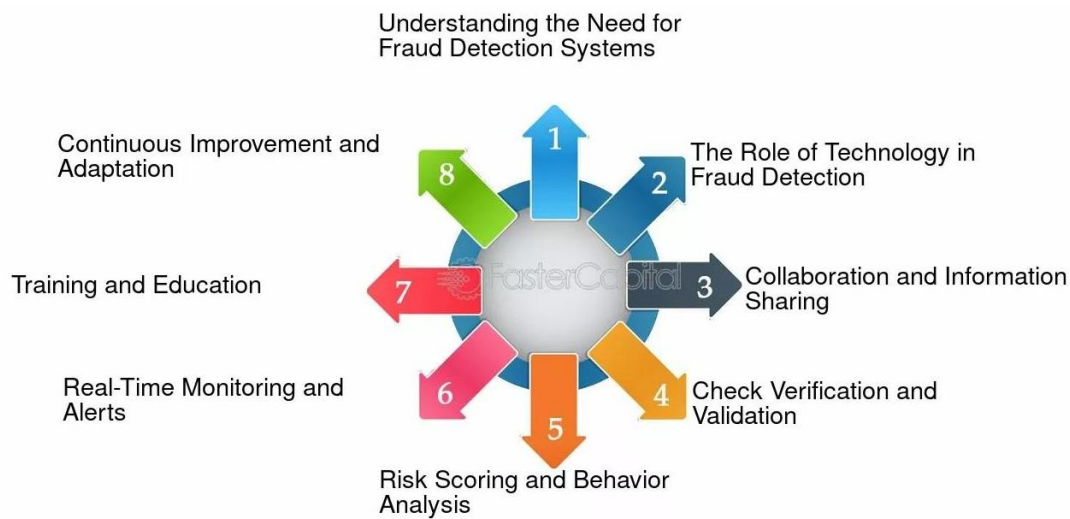 Understanding the Need for
Fraud Detection Systems
1
2
The Role of Technology in
Fraud Detection
3
Collaboration and Information
Sharing
4
Check Verification and
Validation
5
Risk Scoring and Behavior
Analysis
6
Real-Time Monitoring and
Alerts
7
Training and Education
8
Continuous Improvement and
Adaptation
FasterCapital